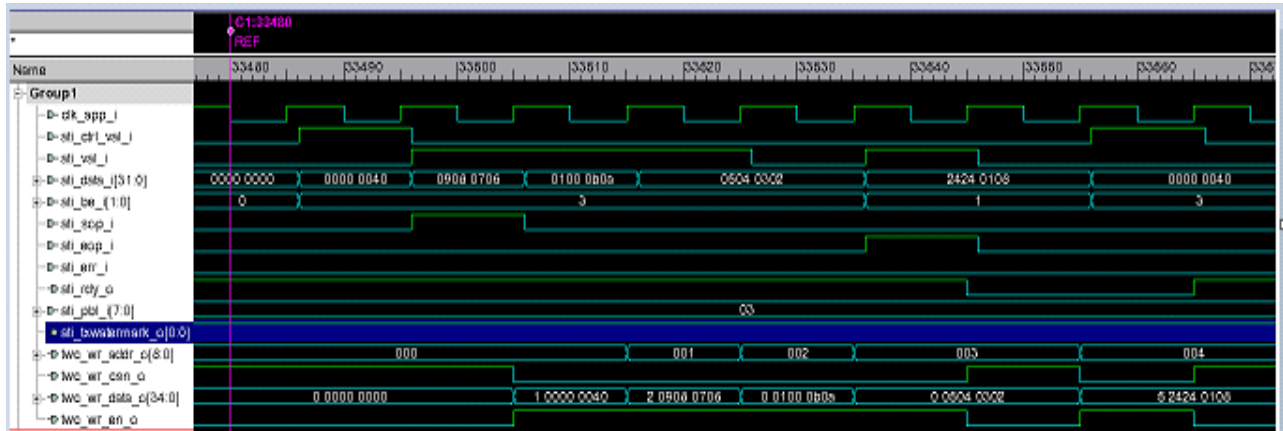 C1:33480
REF
Name
33480 33490 33500 33510 33520 33530 33540 33550 33560
Group1
clk_app_i
sti_ctrl_val_i
sti_val_i
sti_data_i[31:0] 0000 0000 0000 0040 0908 0706 0100 0b0a 0504 0302 2424 0108 0000 0040
sti_be_i[1:0] 0 3 1 3
sti_sop_i
sti_eop_i
sti_err_i
sti_rdy_o
sti_pbl_i[7:0] 03
sti_txwatermark_o[0:0]
twc_wr_addr_o[8:0] 000 001 002 003 004
twc_wr_csn_o
twc_wr_data_o[34:0] 0 0000 0000 1 0000 0040 2 0908 0706 0 0100 0b0a 0 0504 0302 5 2424 0108
twc_wr_en_o